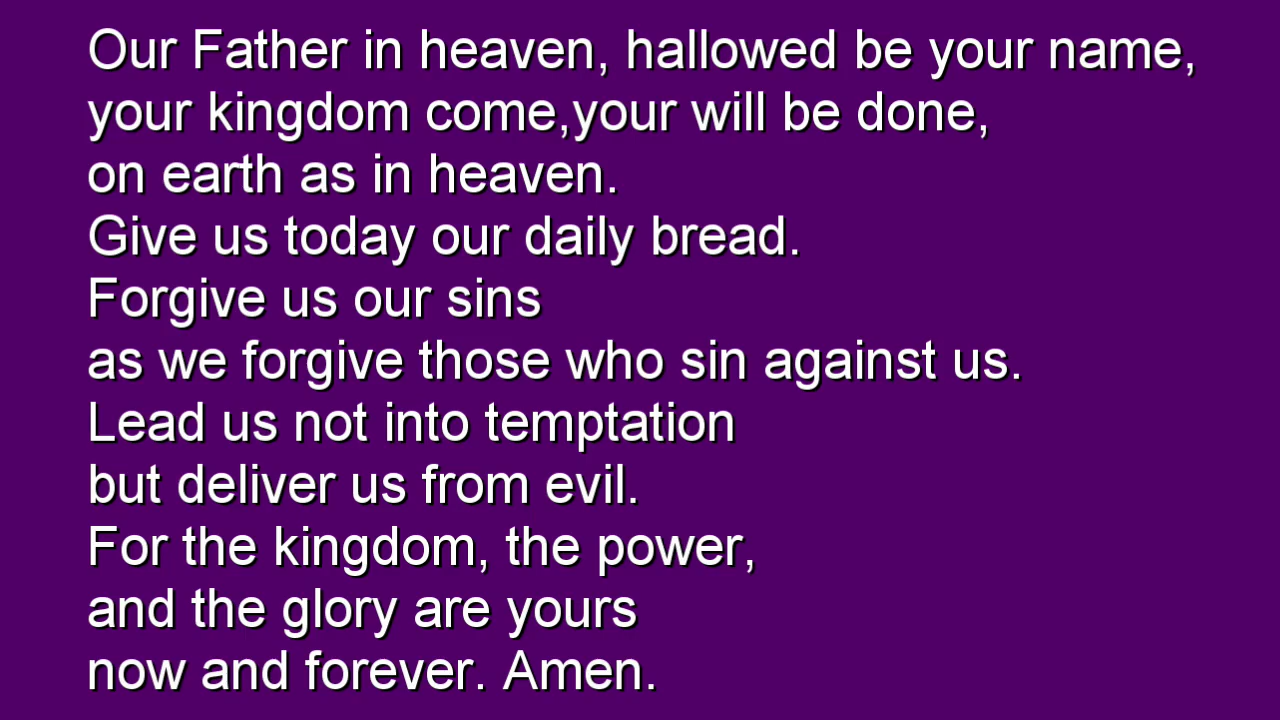 Our Father in heaven, hallowed be your name,
your kingdom come,your will be done,
on earth as in heaven.
Give us today our daily bread.
Forgive us our sins
as we forgive those who sin against us.
Lead us not into temptation
but deliver us from evil.
For the kingdom, the power,
and the glory are yours
now and forever. Amen.